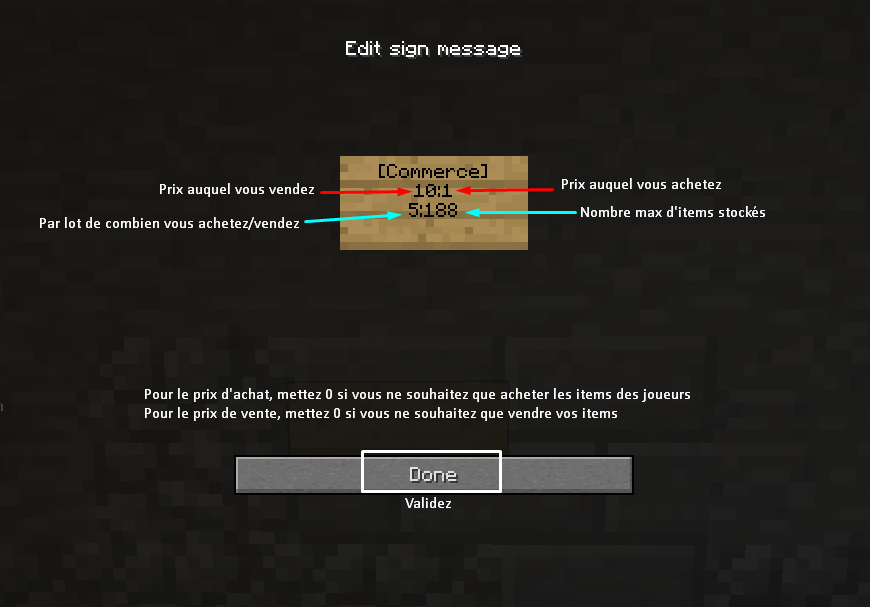 Edit sign message
[Commerce]
Prix auquel vous vendez
10:1
Prix auquel vous achetez
Par lot de combien vous achetez/vendez
5:188
Nombre max d'items stockés
Pour le prix d'achat, mettez 0 si vous ne souhaitez que acheter les items des joueurs
Pour le prix de vente, mettez 0 si vous ne souhaitez que vendre vos items
Done
Validez